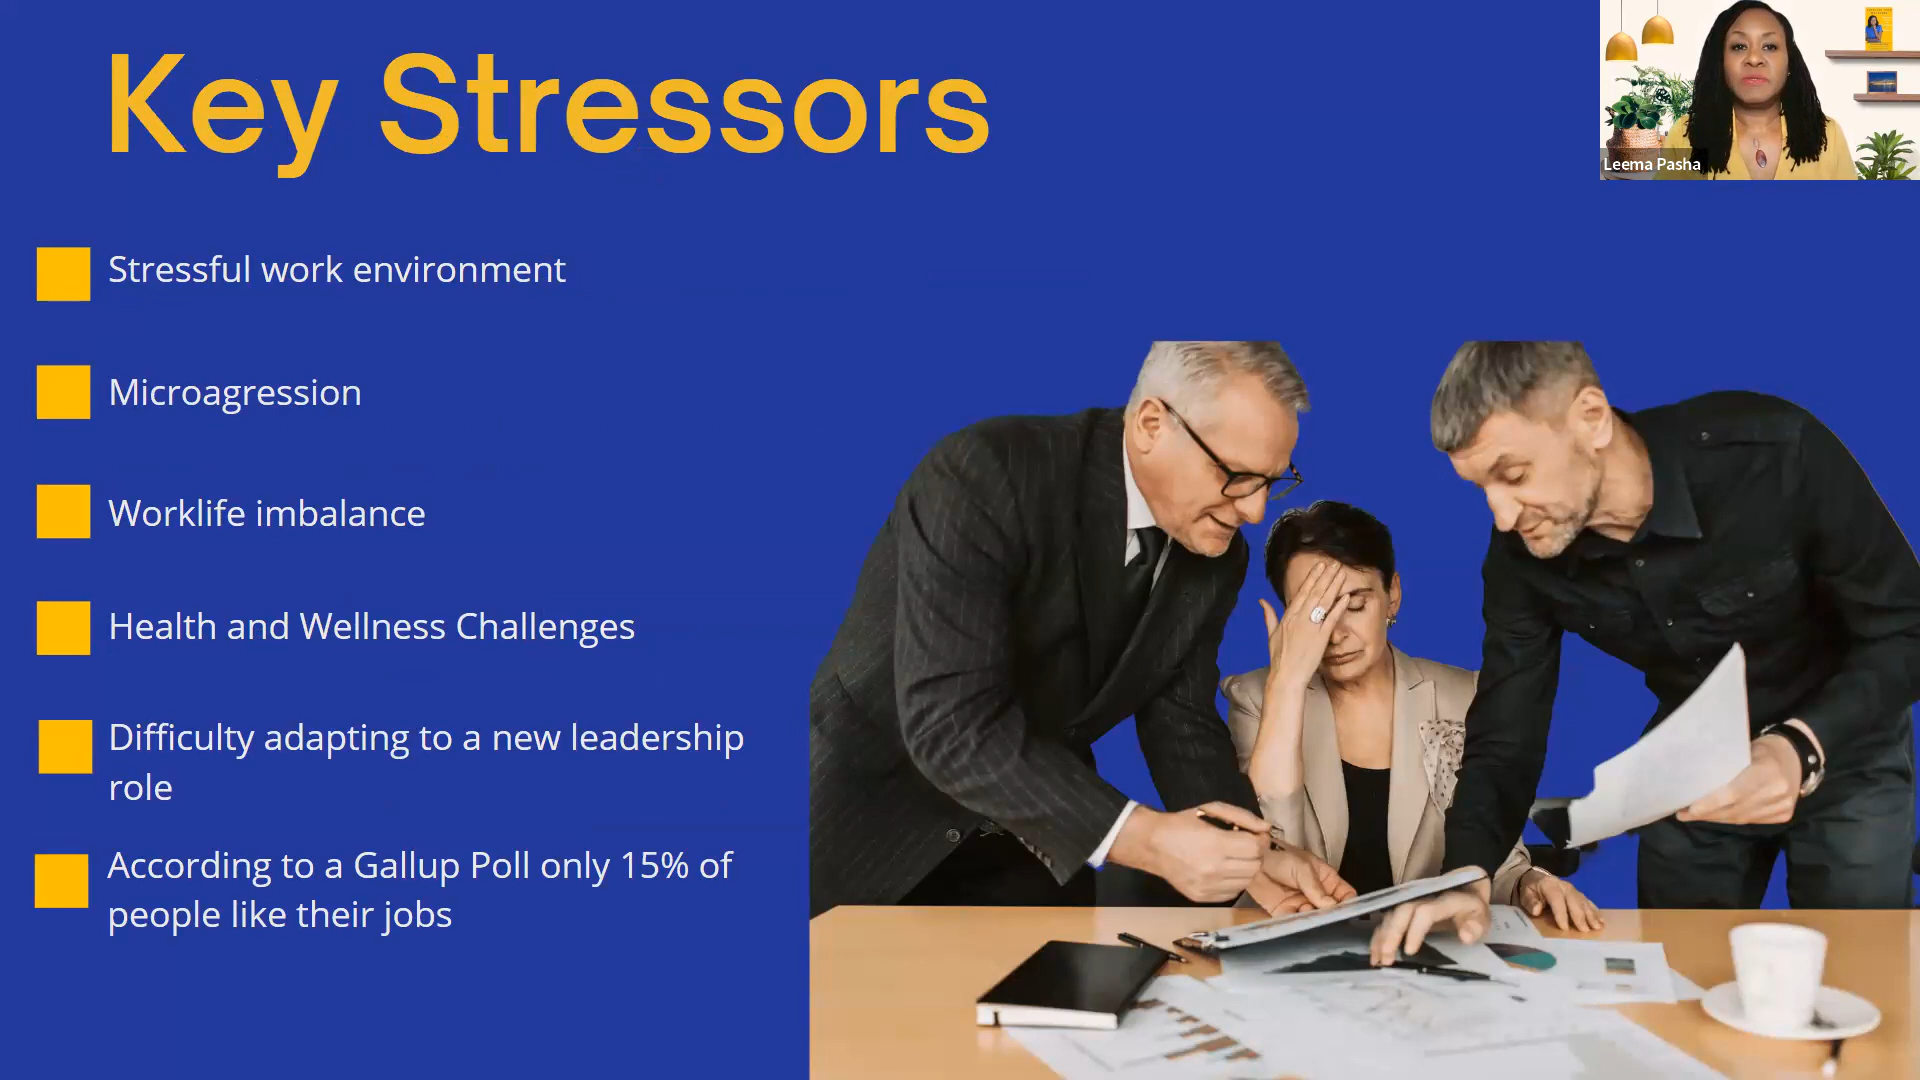 Key Stressors
Leema Pasha
Stressful work environment
Microagression
Worklife imbalance
Health and Wellness Challenges
Difficulty adapting to a new leadership
role
According to a Gallup Poll only 15% of
people like their jobs